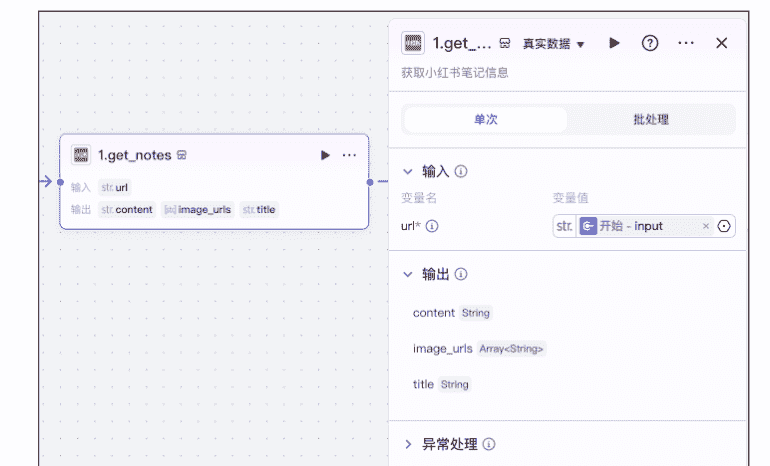 1.get_notes
输入 str. url
输出 str. content image_urls str. title
1.get_... 真实数据
获取小红书笔记信息
单次 批处理
输入
变量名 变量值
url* str. 开始 - input
输出
content String
image_urls Array<String>
title String
异常处理